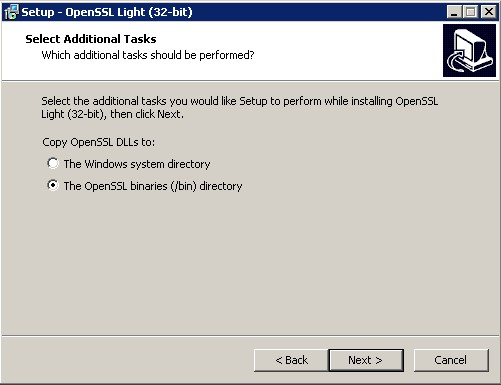 Setup - OpenSSL Light (32-bit)
Select Additional Tasks
Which additional tasks should be performed?
Select the additional tasks you would like Setup to perform while installing OpenSSL
Light (32-bit), then click Next.
Copy OpenSSL DLLs to:
The Windows system directory
The OpenSSL binaries (/bin) directory
< Back
Next >
Cancel